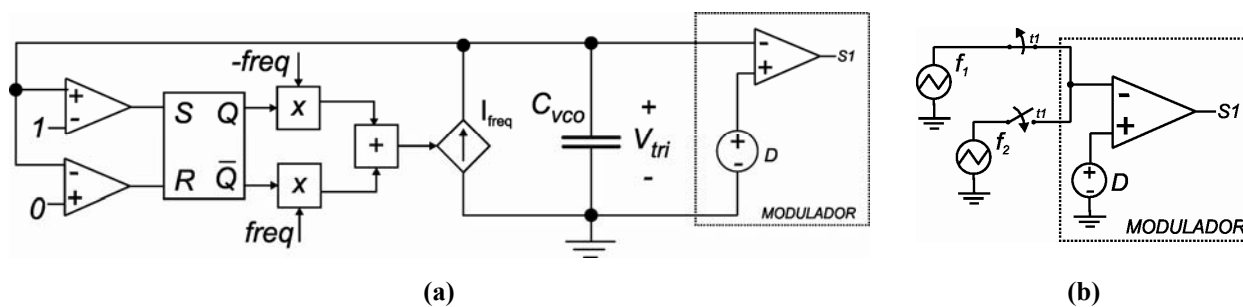 -freq
S Q
R Q̅
x
+
x
1
0
freq
I_freq
C_vco
+
V_tri
-
-
+
S1
+
-
D
MODULADOR
(a)
t1
f_1
t1
f_2
-
+
S1
+
-
D
MODULADOR
(b)